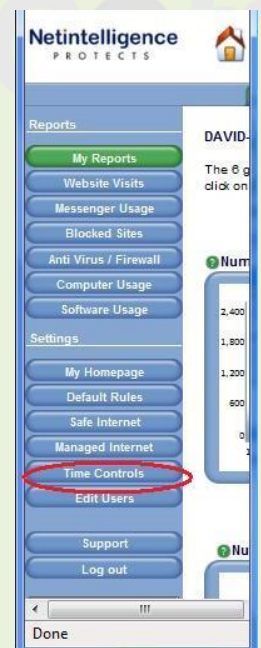 Netintelligence
PROTECTS
Reports
My Reports
Website Visits
Messenger Usage
Blocked Sites
Anti Virus / Firewall
Computer Usage
Software Usage
Settings
My Homepage
Default Rules
Safe Internet
Managed Internet
Time Controls
Edit Users
Support
Log out
DAVID-
The 6 g
click on
Num
2,400
1,800
1,200
600
0
1
Nu
Done